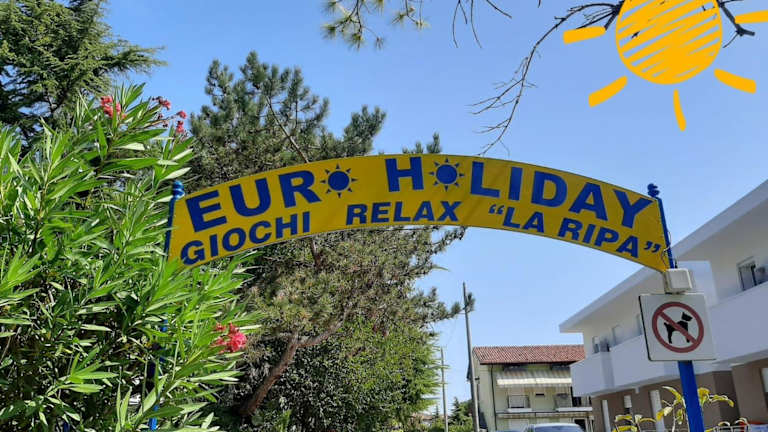 EURO HOLIDAY
GIOCHI RELAX "LA RIPA"